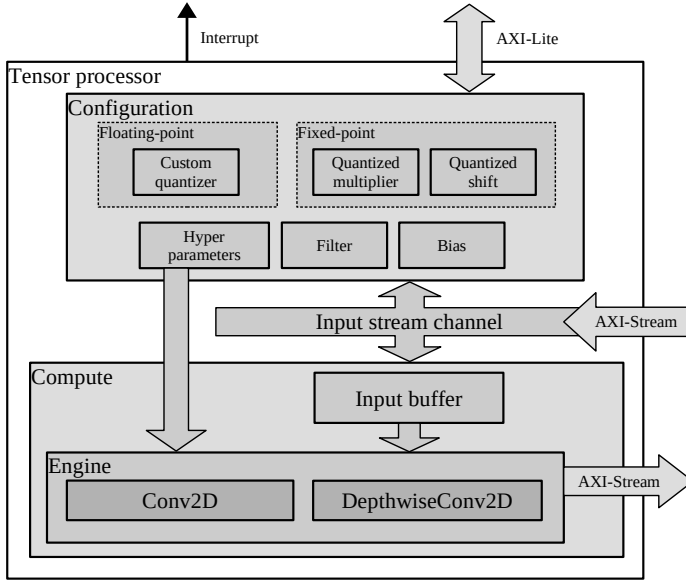 Interrupt
AXI-Lite
Tensor processor
Configuration
Floating-point
Fixed-point
Custom
quantizer
Quantized
multiplier
Quantized
shift
Hyper
parameters
Filter
Bias
Input stream channel
AXI-Stream
Compute
Input buffer
Engine
AXI-Stream
Conv2D
DepthwiseConv2D